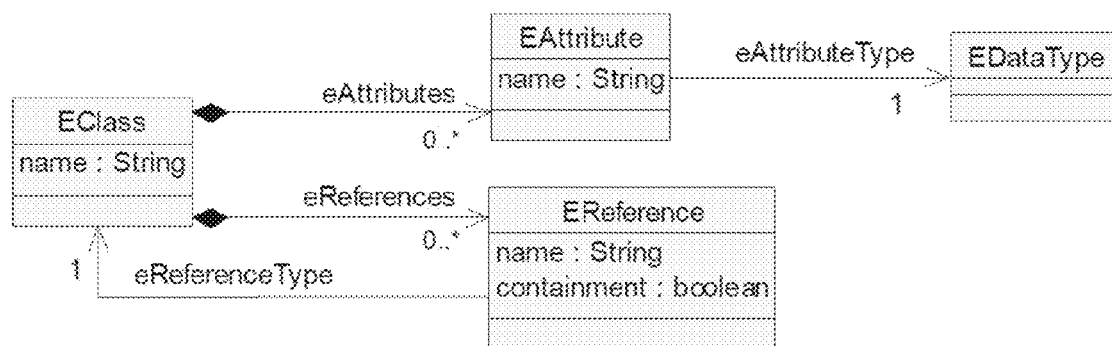 EAttribute
name : String
eAttributeType
1
EDataType
eAttributes
0..*
EClass
name : String
eReferences
0..*
EReference
name : String
containment : boolean
1
eReferenceType